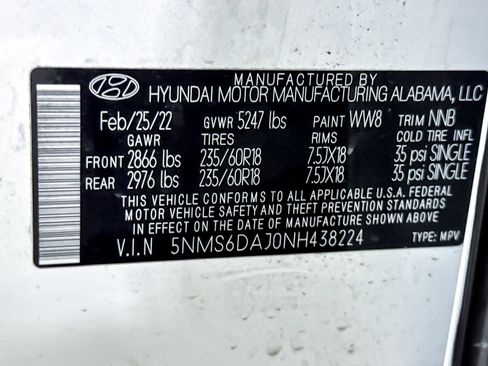 MANUFACTURED BY
HYUNDAI MOTOR MANUFACTURING ALABAMA, LLC
Feb/25/22 GVWR 5247 lbs PAINT WW8 TRIM NNB
GAWR TIRES RIMS COLD TIRE INFL
FRONT 2866 lbs 235/60R18 7.5JX18 35 psi SINGLE
REAR 2976 lbs 235/60R18 7.5JX18 35 psi SINGLE
THIS VEHICLE CONFORMS TO ALL APPLICABLE U.S.A. FEDERAL
MOTOR VEHICLE SAFETY AND THEFT PREVENTION STANDARDS
IN EFFECT ON THE DATE OF MANUFACTURE SHOWN ABOVE.
V.I.N 5NMS6DAJ0NH438224 TYPE: MPV